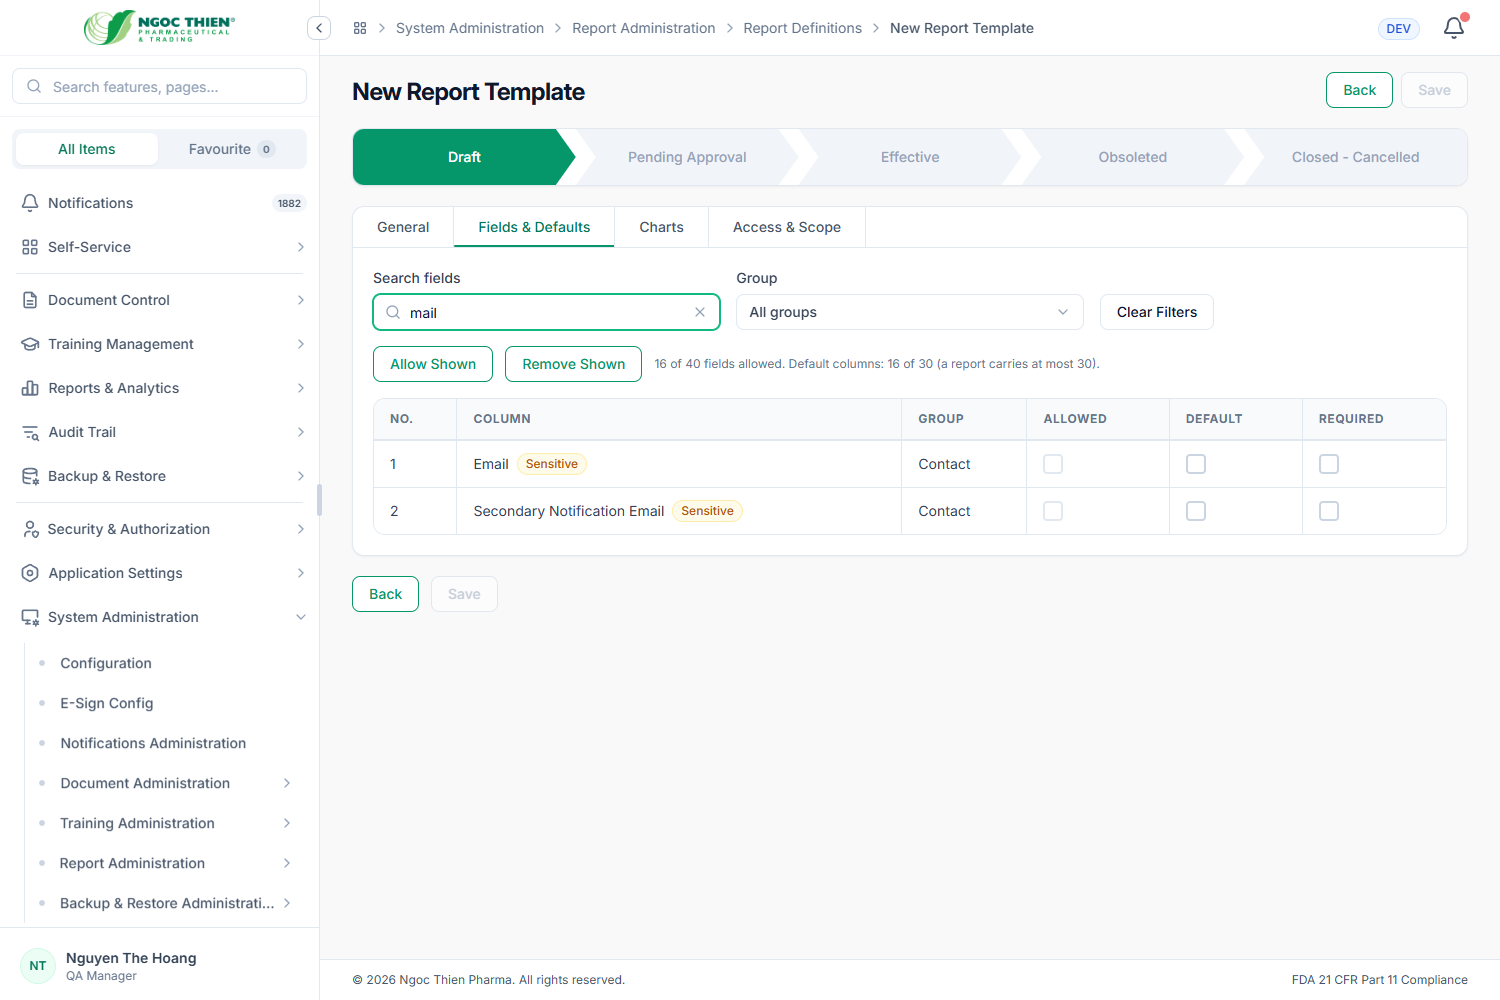 NGOC THIEN®
PHARMACEUTICAL
& TRADING
Search features, pages...
All Items
Favourite 0
Notifications 1882
Self-Service
Document Control
Training Management
Reports & Analytics
Audit Trail
Backup & Restore
Security & Authorization
Application Settings
System Administration
Configuration
E-Sign Config
Notifications Administration
Document Administration
Training Administration
Report Administration
Backup & Restore Administrati...
NT
Nguyen The Hoang
QA Manager
System Administration > Report Administration > Report Definitions > New Report Template
DEV
New Report Template
Back Save
Draft Pending Approval Effective Obsoleted Closed - Cancelled
General Fields & Defaults Charts Access & Scope
Search fields Group
mail All groups Clear Filters
Allow Shown Remove Shown 16 of 40 fields allowed. Default columns: 16 of 30 (a report carries at most 30).
NO. COLUMN GROUP ALLOWED DEFAULT REQUIRED
1 Email Sensitive Contact
2 Secondary Notification Email Sensitive Contact
Back Save
© 2026 Ngoc Thien Pharma. All rights reserved. FDA 21 CFR Part 11 Compliance